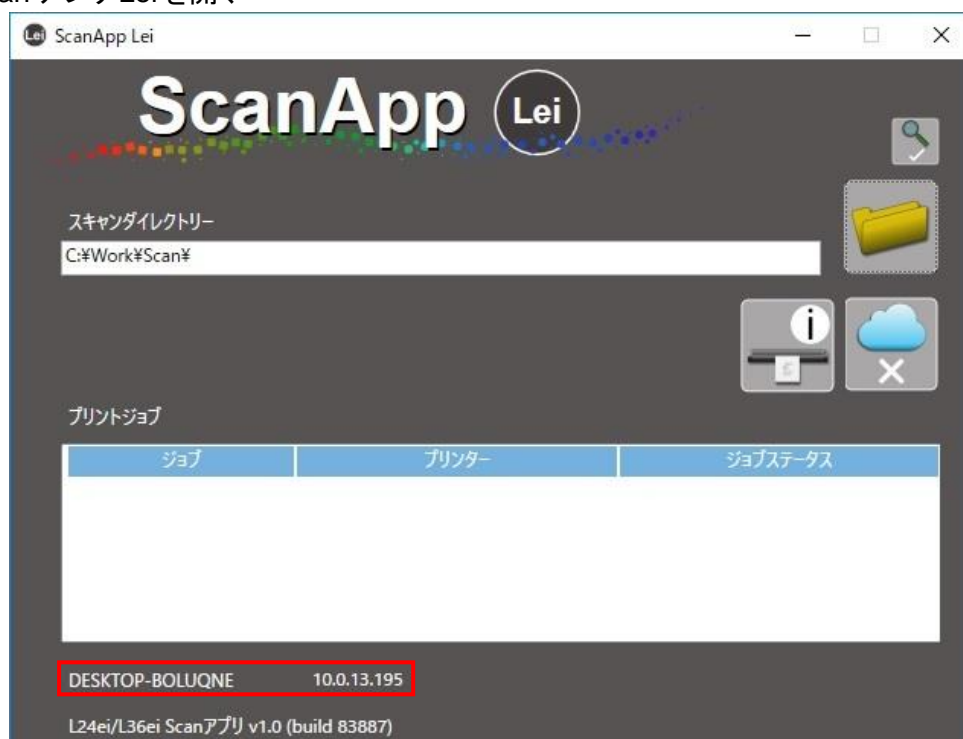 ScanApp Lei
ScanApp Lei
スキャンディレクトリー
C:¥Work¥Scan¥
i
プリントジョブ
ジョブ プリンター ジョブステータス
DESKTOP-BOLUQNE 10.0.13.195
L24ei/L36ei Scanアプリ v1.0 (build 83887)